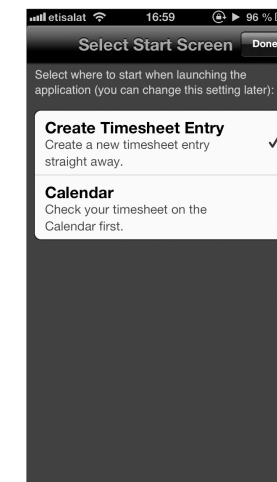 etisalat 16:59 96 %
Select Start Screen Done
Select where to start when launching the
application (you can change this setting later):
Create Timesheet Entry
Create a new timesheet entry
straight away.
Calendar
Check your timesheet on the
Calendar first.